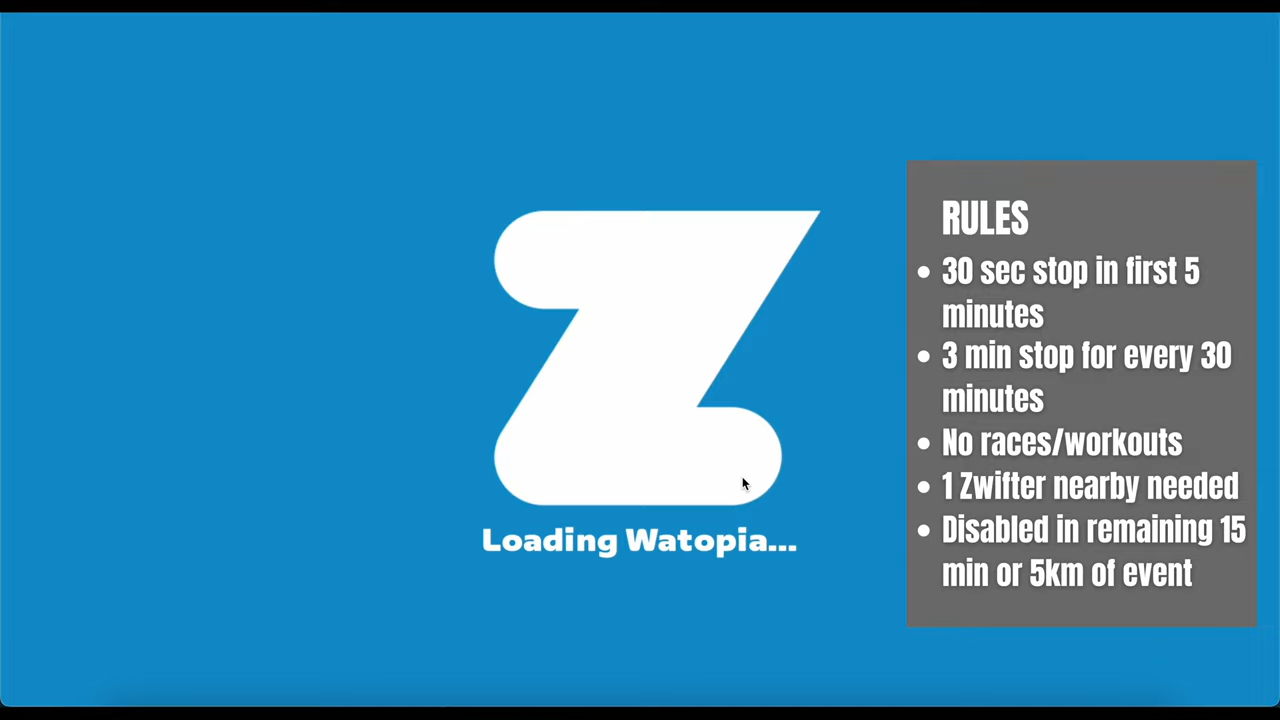 RULES
30 sec stop in first 5
minutes
3 min stop for every 30
minutes
No races/workouts
1 Zwifter nearby needed
Disabled in remaining 15
min or 5km of event
Loading Watopia...